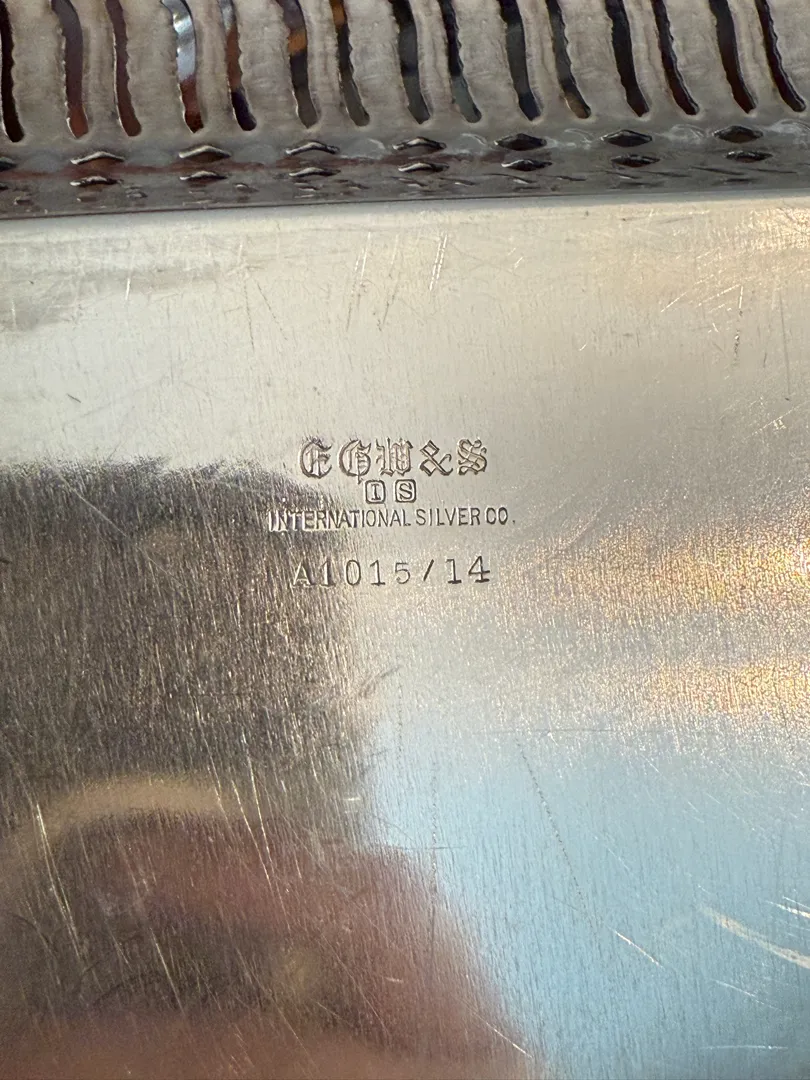 EGW&S
IS
INTERNATIONAL SILVER CO.
A1015/14